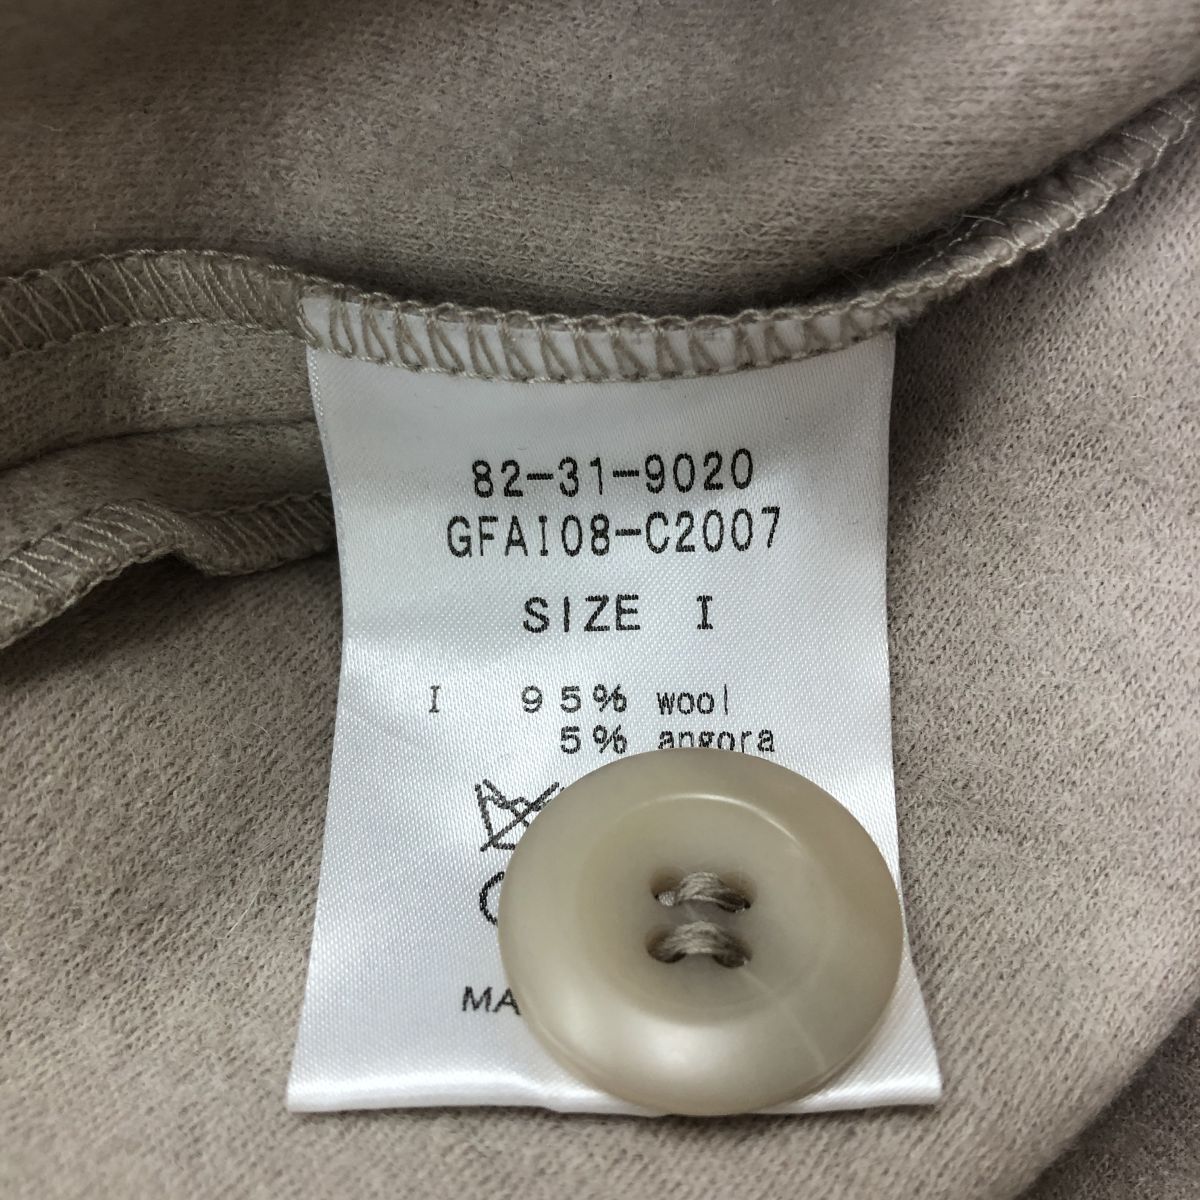 82-31-9020
GFAI08-C2007
SIZE I
I 95% wool
5% angora